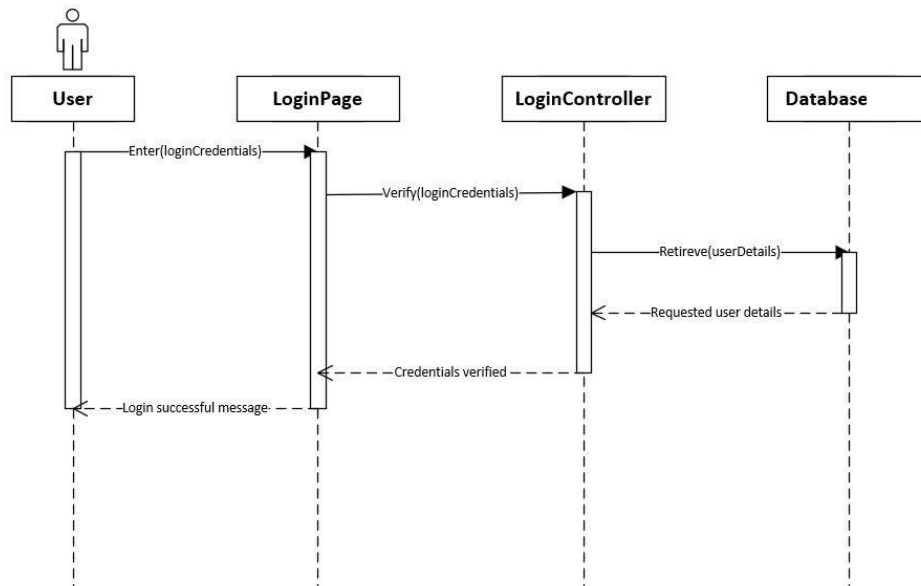 User
LoginPage
LoginController
Database
Enter(loginCredentials)
Verify(loginCredentials)
Retireve(userDetails)
Requested user details
Credentials verified
Login successful message